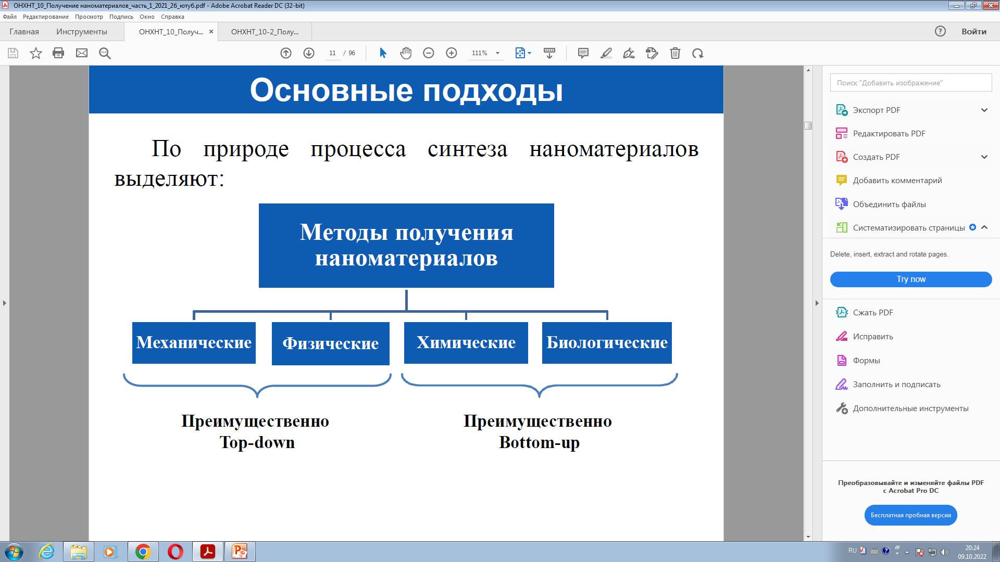 ОНХНТ_10_Получение наноматериалов_часть_1_2021_26_ютуб.pdf - Adobe Acrobat Reader DC (32-bit)
Файл Редактирование Просмотр Подпись Окно Справка
Главная Инструменты ОНХНТ_10_Получ... × ОНХНТ_10-2_Полу... Войти
11 / 96 111%
Основные подходы
По природе процесса синтеза наноматериалов
выделяют:
Методы получения
наноматериалов
Механические Физические Химические Биологические
Преимущественно
Top-down
Преимущественно
Bottom-up
Поиск "Добавить изображение"
Экспорт PDF
Редактировать PDF
Создать PDF
Добавить комментарий
Объединить файлы
Систематизировать страницы
Delete, insert, extract and rotate pages.
Try now
Сжать PDF
Исправить
Формы
Заполнить и подписать
Дополнительные инструменты
Преобразовывайте и изменяйте файлы PDF
с Acrobat Pro DC
Бесплатная пробная версия
RU
20:24
09.10.2022